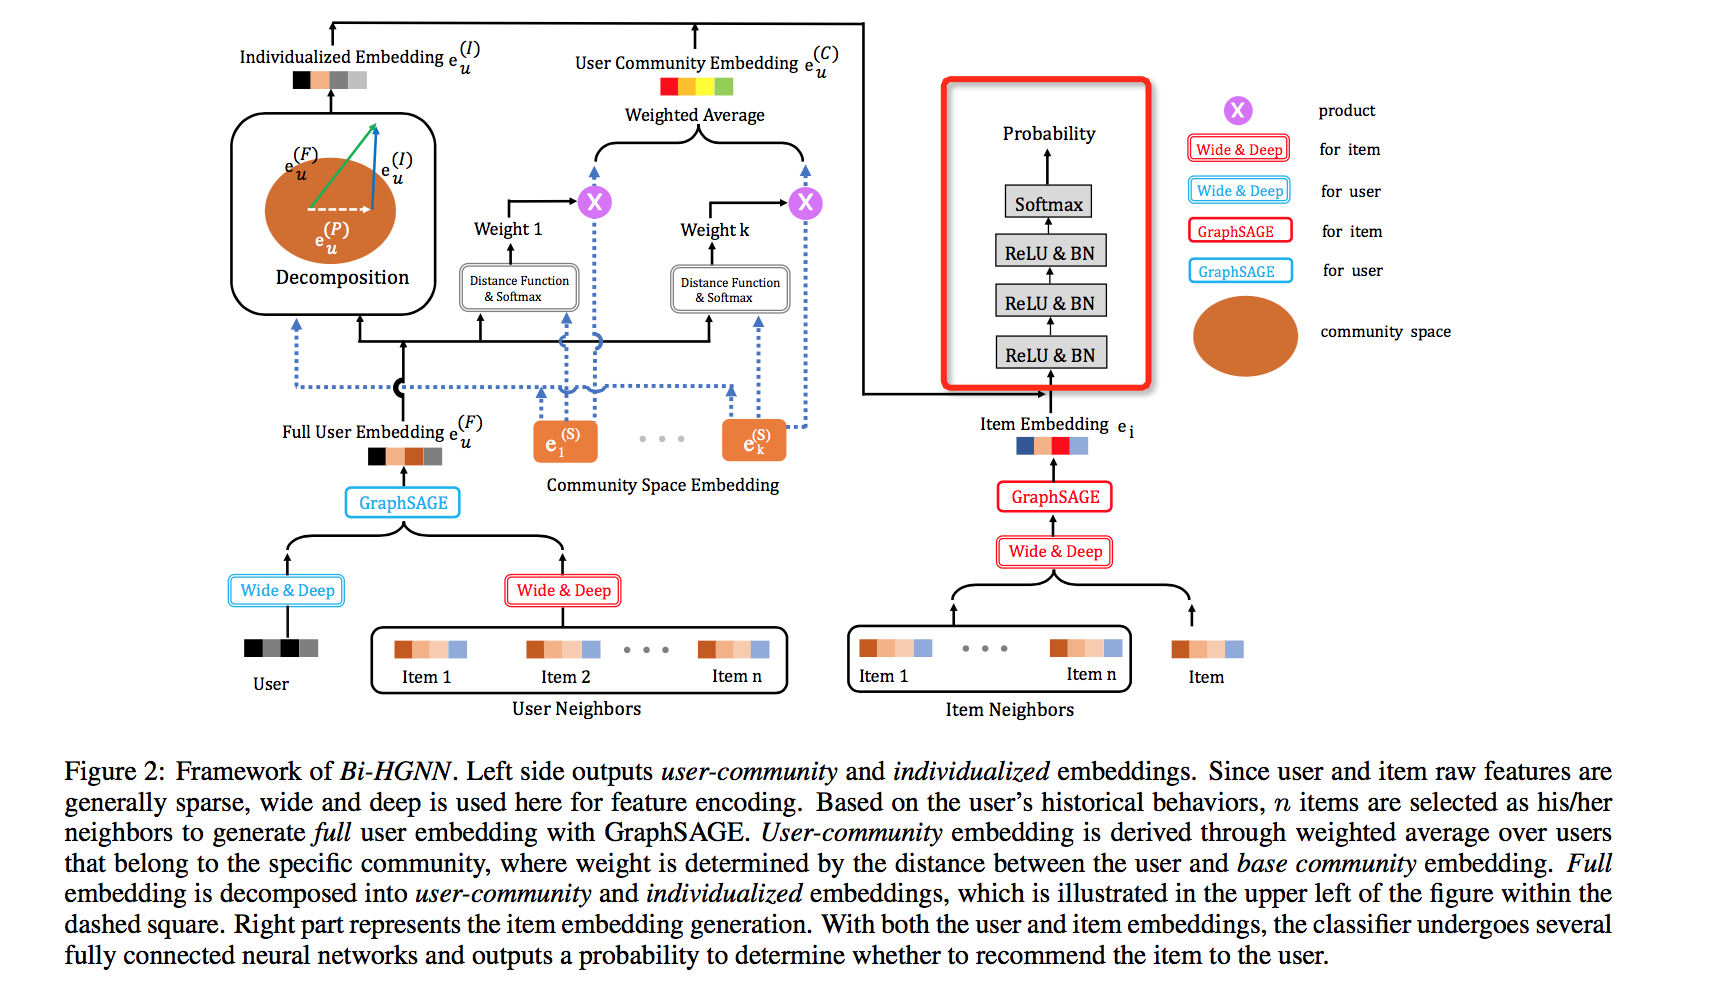 Individualized Embedding e_u^(I)
User Community Embedding e_u^(C)
Weighted Average
e_u^(F)
e_u^(I)
e_u^(P)
Decomposition
X
X
Weight 1
Weight k
Distance Function
& Softmax
Distance Function
& Softmax
Full User Embedding e_u^(F)
e_1^(S)
e_k^(S)
Community Space Embedding
GraphSAGE
Wide & Deep
Wide & Deep
User
Item 1
Item 2
Item n
User Neighbors
Probability
Softmax
ReLU & BN
ReLU & BN
ReLU & BN
Item Embedding e_i
GraphSAGE
Wide & Deep
Item 1
Item n
Item
Item Neighbors
X product
Wide & Deep for item
Wide & Deep for user
GraphSAGE for item
GraphSAGE for user
community space
Figure 2: Framework of Bi-HGNN. Left side outputs user-community and individualized embeddings. Since user and item raw features are
generally sparse, wide and deep is used here for feature encoding. Based on the user's historical behaviors, n items are selected as his/her
neighbors to generate full user embedding with GraphSAGE. User-community embedding is derived through weighted average over users
that belong to the specific community, where weight is determined by the distance between the user and base community embedding. Full
embedding is decomposed into user-community and individualized embeddings, which is illustrated in the upper left of the figure within the
dashed square. Right part represents the item embedding generation. With both the user and item embeddings, the classifier undergoes several
fully connected neural networks and outputs a probability to determine whether to recommend the item to the user.